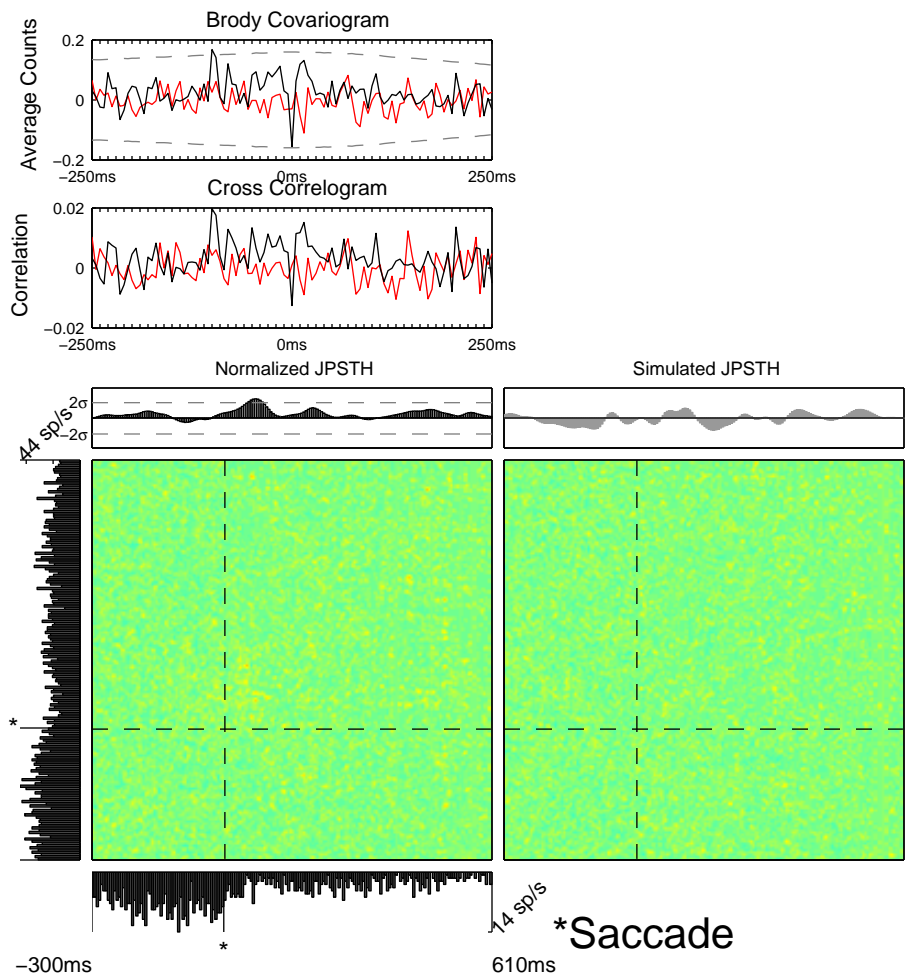 Brody Covariogram
Average Counts
0.2
0
−0.2
−250ms
0ms
250ms
Cross Correlogram
Correlation
0.02
0
−0.02
−250ms
0ms
250ms
Normalized JPSTH
Simulated JPSTH
2σ
−2σ
44 sp/s
*
*
14 sp/s
*Saccade
−300ms
610ms